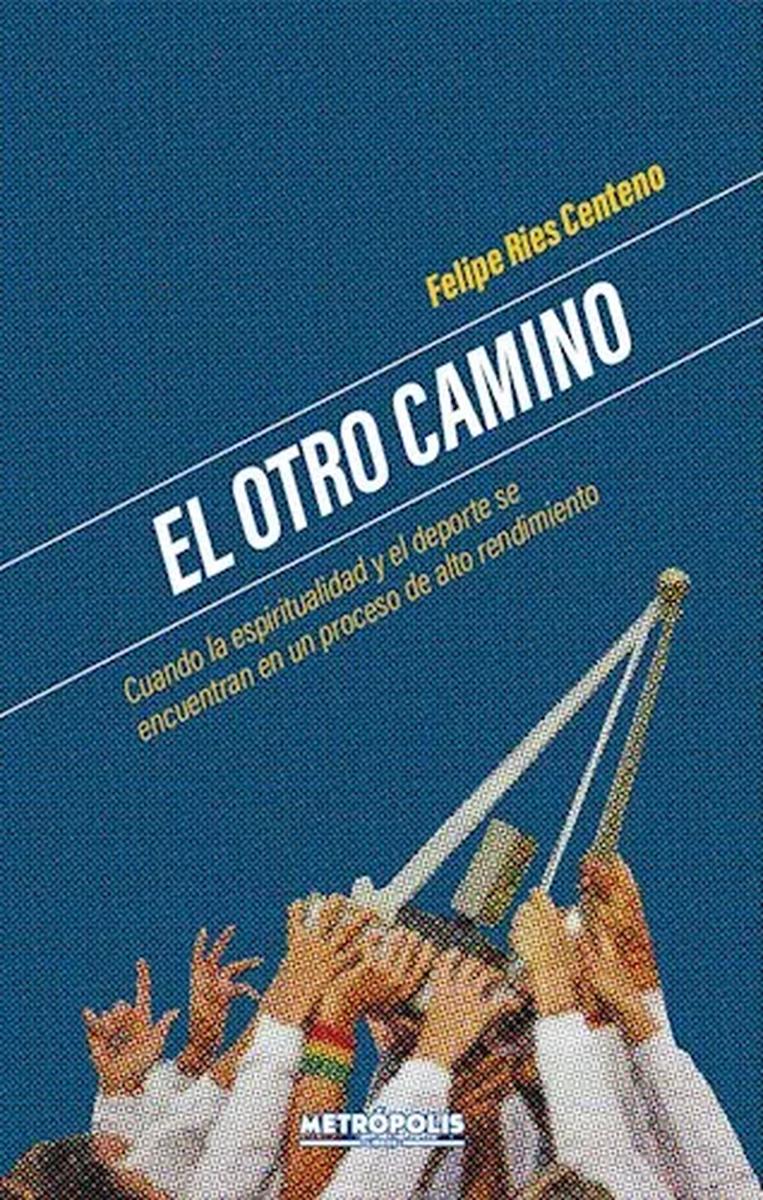 Felipe Ries Centeno
EL OTRO CAMINO
Cuando la espiritualidad y el deporte se
encuentran en un proceso de alto rendimiento
METRÓPOLIS